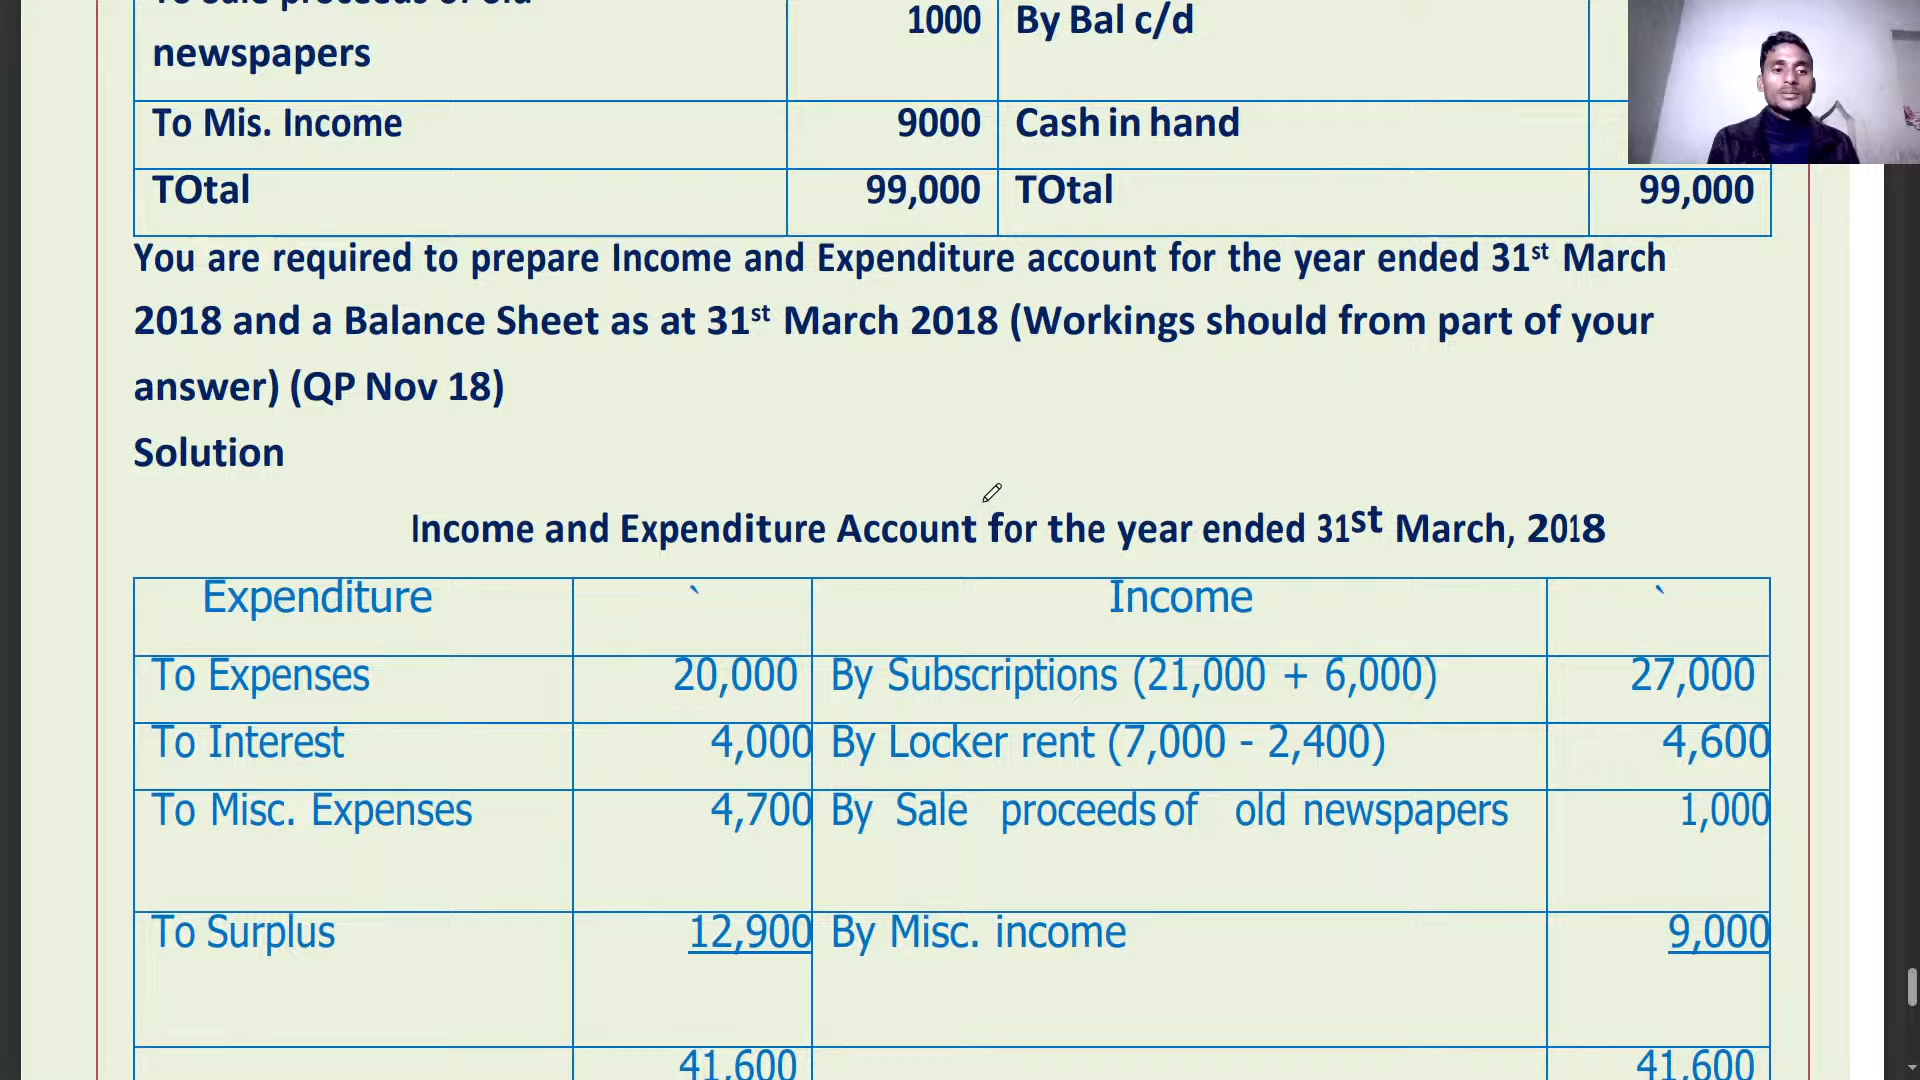 To Sale proceeds of old
newspapers 1000 By Bal c/d
To Mis. Income 9000 Cash in hand
TOtal 99,000 TOtal 99,000
You are required to prepare Income and Expenditure account for the year ended 31st March
2018 and a Balance Sheet as at 31st March 2018 (Workings should from part of your
answer) (QP Nov 18)
Solution
Income and Expenditure Account for the year ended 31st March, 2018
Expenditure ` Income `
To Expenses 20,000 By Subscriptions (21,000 + 6,000) 27,000
To Interest 4,000 By Locker rent (7,000 - 2,400) 4,600
To Misc. Expenses 4,700 By Sale proceeds of old newspapers 1,000
To Surplus 12,900 By Misc. income 9,000
41,600 41,600